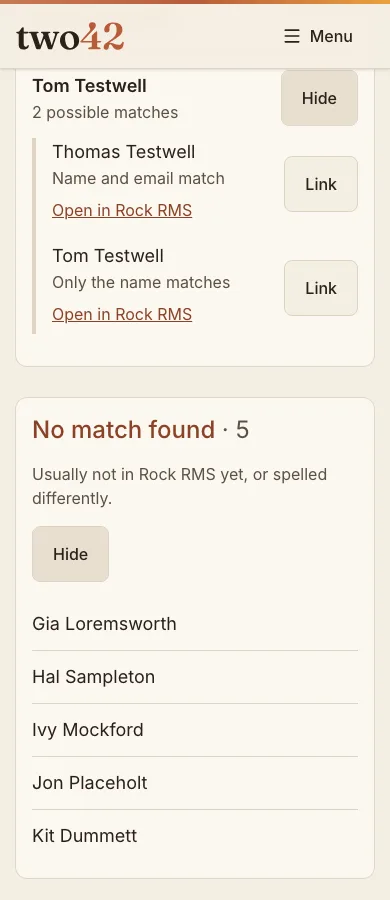 two42
☰ Menu
Tom Testwell
2 possible matches
Hide
Thomas Testwell
Name and email match
Open in Rock RMS
Link
Tom Testwell
Only the name matches
Open in Rock RMS
Link
No match found · 5
Usually not in Rock RMS yet, or spelled
differently.
Hide
Gia Loremsworth
Hal Sampleton
Ivy Mockford
Jon Placeholt
Kit Dummett